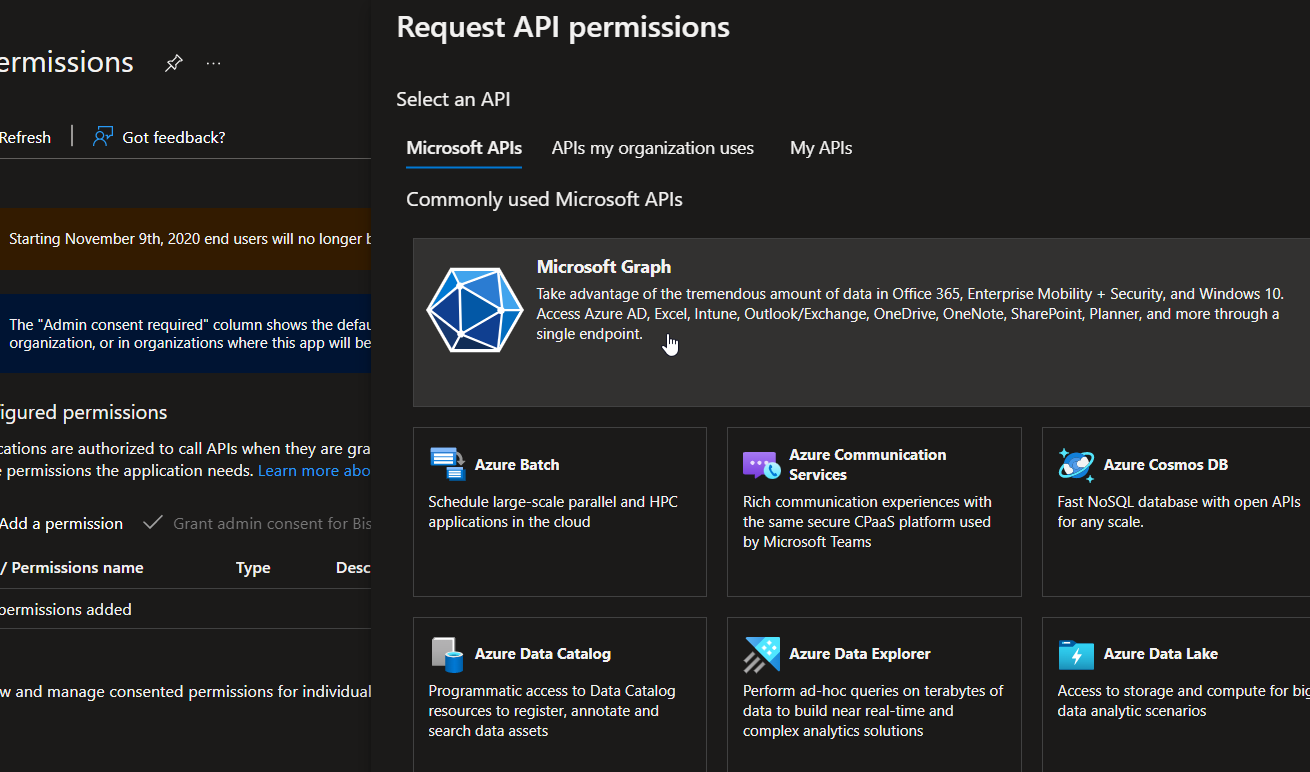 Request API permissions
ermissions
...
Select an API
Refresh
Got feedback?
Microsoft APIs
APIs my organization uses
My APIs
Commonly used Microsoft APIs
Starting November 9th, 2020 end users will no longer b
Microsoft Graph
Take advantage of the tremendous amount of data in Office 365, Enterprise Mobility + Security, and Windows 10.
Access Azure AD, Excel, Intune, Outlook/Exchange, OneDrive, OneNote, SharePoint, Planner, and more through a
single endpoint.
The "Admin consent required" column shows the defau
organization, or in organizations where this app will be
igured permissions
cations are authorized to call APIs when they are gra
e permissions the application needs. Learn more abo
Add a permission
Grant admin consent for Bis
/ Permissions name
Type
Desc
permissions added
w and manage consented permissions for individual
Azure Batch
Schedule large-scale parallel and HPC
applications in the cloud
Azure Communication
Services
Rich communication experiences with
the same secure CPaaS platform used
by Microsoft Teams
Azure Cosmos DB
Fast NoSQL database with open APIs
for any scale.
Azure Data Catalog
Programmatic access to Data Catalog
resources to register, annotate and
search data assets
Azure Data Explorer
Perform ad-hoc queries on terabytes of
data to build near real-time and
complex analytics solutions
Azure Data Lake
Access to storage and compute for big
data analytic scenarios